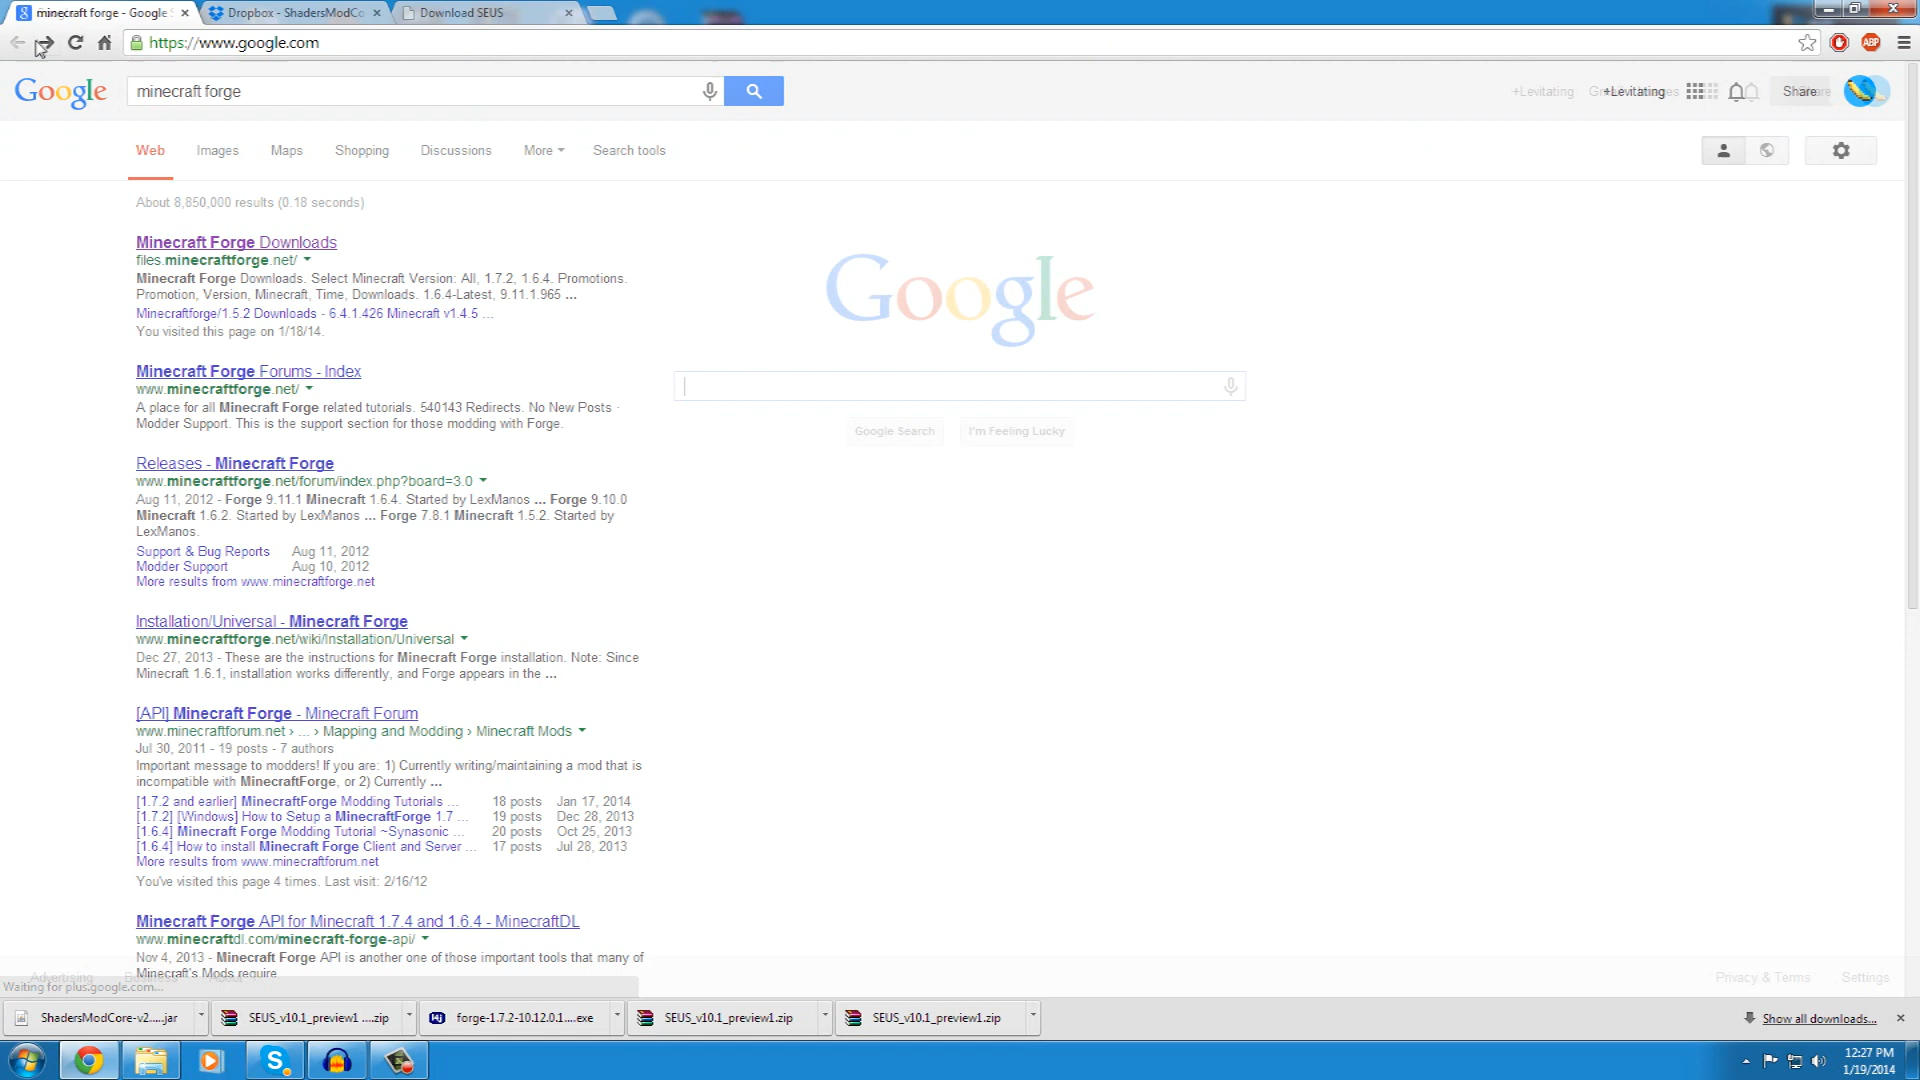 minecraft forge - Google S
Dropbox - ShadersModCo
Download SEUS
https://www.google.com
ABP
Google
minecraft forge
+Levitating
+Levitating
Share
Web
Images
Maps
Shopping
Discussions
More
Search tools
About 8,850,000 results (0.18 seconds)
Minecraft Forge Downloads
files.minecraftforge.net/
Minecraft Forge Downloads. Select Minecraft Version: All, 1.7.2, 1.6.4. Promotions.
Promotion, Version, Minecraft, Time, Downloads. 1.6.4-Latest, 9.11.1.965 ...
Minecraftforge/1.5.2 Downloads - 6.4.1.426 Minecraft v1.4.5 ...
You visited this page on 1/18/14.
Google
Google Search
I'm Feeling Lucky
Minecraft Forge Forums - Index
www.minecraftforge.net/
A place for all Minecraft Forge related tutorials. 540143 Redirects. No New Posts ·
Modder Support. This is the support section for those modding with Forge.
Releases - Minecraft Forge
www.minecraftforge.net/forum/index.php?board=3.0
Aug 11, 2012 - Forge 9.11.1 Minecraft 1.6.4. Started by LexManos ... Forge 9.10.0
Minecraft 1.6.2. Started by LexManos ... Forge 7.8.1 Minecraft 1.5.2. Started by
LexManos.
Support & Bug Reports Aug 11, 2012
Modder Support Aug 10, 2012
More results from www.minecraftforge.net
Installation/Universal - Minecraft Forge
www.minecraftforge.net/wiki/Installation/Universal
Dec 27, 2013 - These are the instructions for Minecraft Forge installation. Note: Since
Minecraft 1.6.1, installation works differently, and Forge appears in the ...
[API] Minecraft Forge - Minecraft Forum
www.minecraftforum.net › ... › Mapping and Modding › Minecraft Mods
Jul 30, 2011 - 19 posts - 7 authors
Important message to modders! If you are: 1) Currently writing/maintaining a mod that is
incompatible with MinecraftForge, or 2) Currently ...
[1.7.2 and earlier] MinecraftForge Modding Tutorials ... 18 posts Jan 17, 2014
[1.7.2] [Windows] How to Setup a MinecraftForge 1.7 ... 19 posts Dec 28, 2013
[1.6.4] Minecraft Forge Modding Tutorial ~Synasonic ... 20 posts Oct 25, 2013
[1.6.4] How to install Minecraft Forge Client and Server ... 17 posts Jul 28, 2013
More results from www.minecraftforum.net
You've visited this page 4 times. Last visit: 2/16/12
Minecraft Forge API for Minecraft 1.7.4 and 1.6.4 - MinecraftDL
www.minecraftdl.com/minecraft-forge-api/
Nov 4, 2013 - Minecraft Forge API is another one of those important tools that many of
Minecraft's Mods require
Advertising
Business
About
Privacy & Terms
Settings
Waiting for plus.google.com...
ShadersModCore-v2.....jar
SEUS_v10.1_preview1 ....zip
forge-1.7.2-10.12.0.1....exe
SEUS_v10.1_preview1.zip
SEUS_v10.1_preview1.zip
Show all downloads...
12:27 PM
1/19/2014